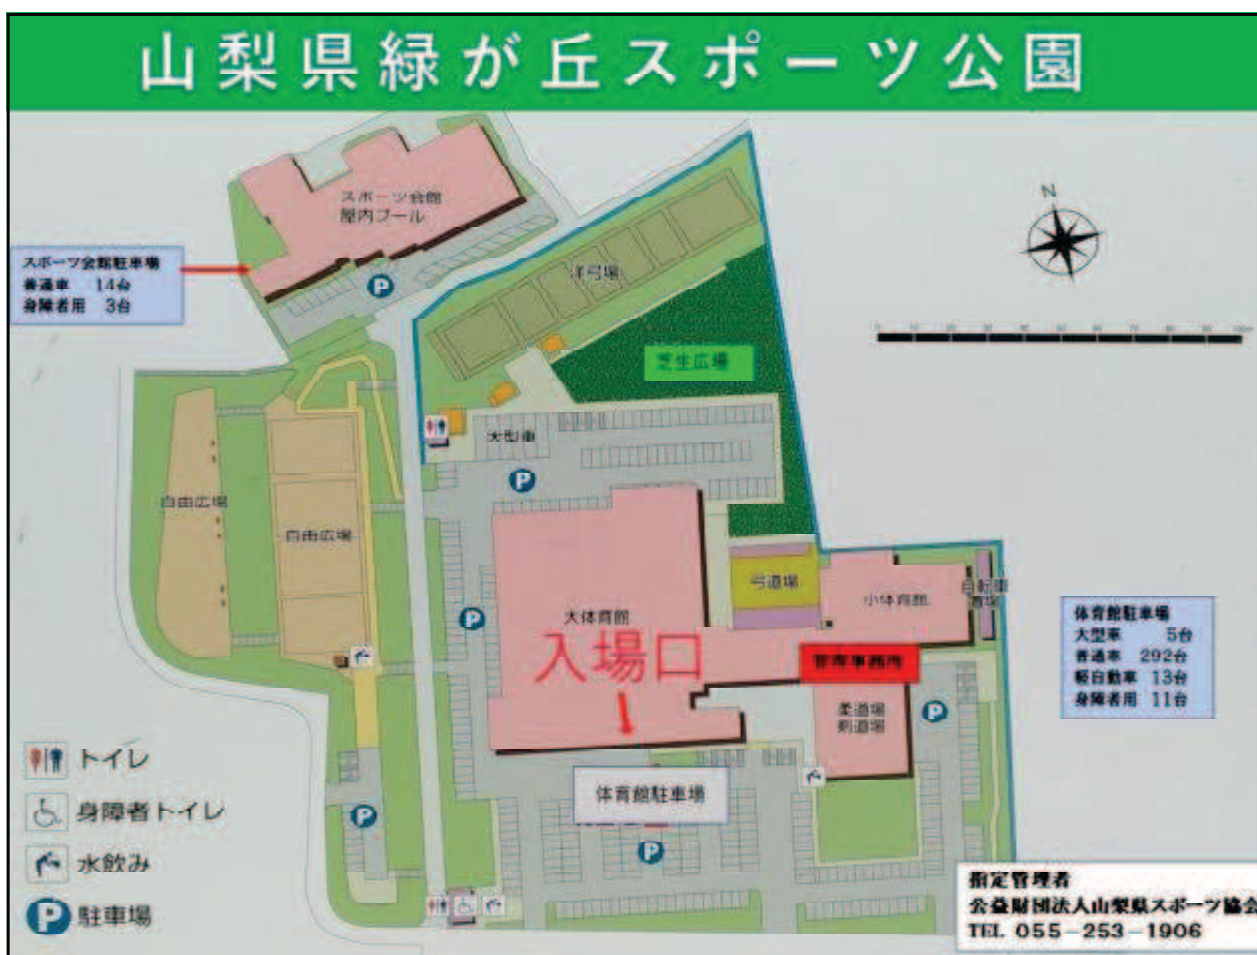 山梨県緑が丘スポーツ公園
スポーツ会館
屋内プール
N
スポーツ会館駐車場
普通車 14台
身障者用 3台
P
洋弓場
芝生広場
大型車
P
自由広場
自由広場
弓道場
小体育館
自転車
置場
大体育館
入場口
管理事務所
柔道場
剣道場
P
P
体育館駐車場
大型車 5台
普通車 292台
軽自動車 13台
身障者用 11台
体育館駐車場
P
P
トイレ
身障者トイレ
水飲み
P 駐車場
指定管理者
公益財団法人山梨県スポーツ協会
TEL 055-253-1906